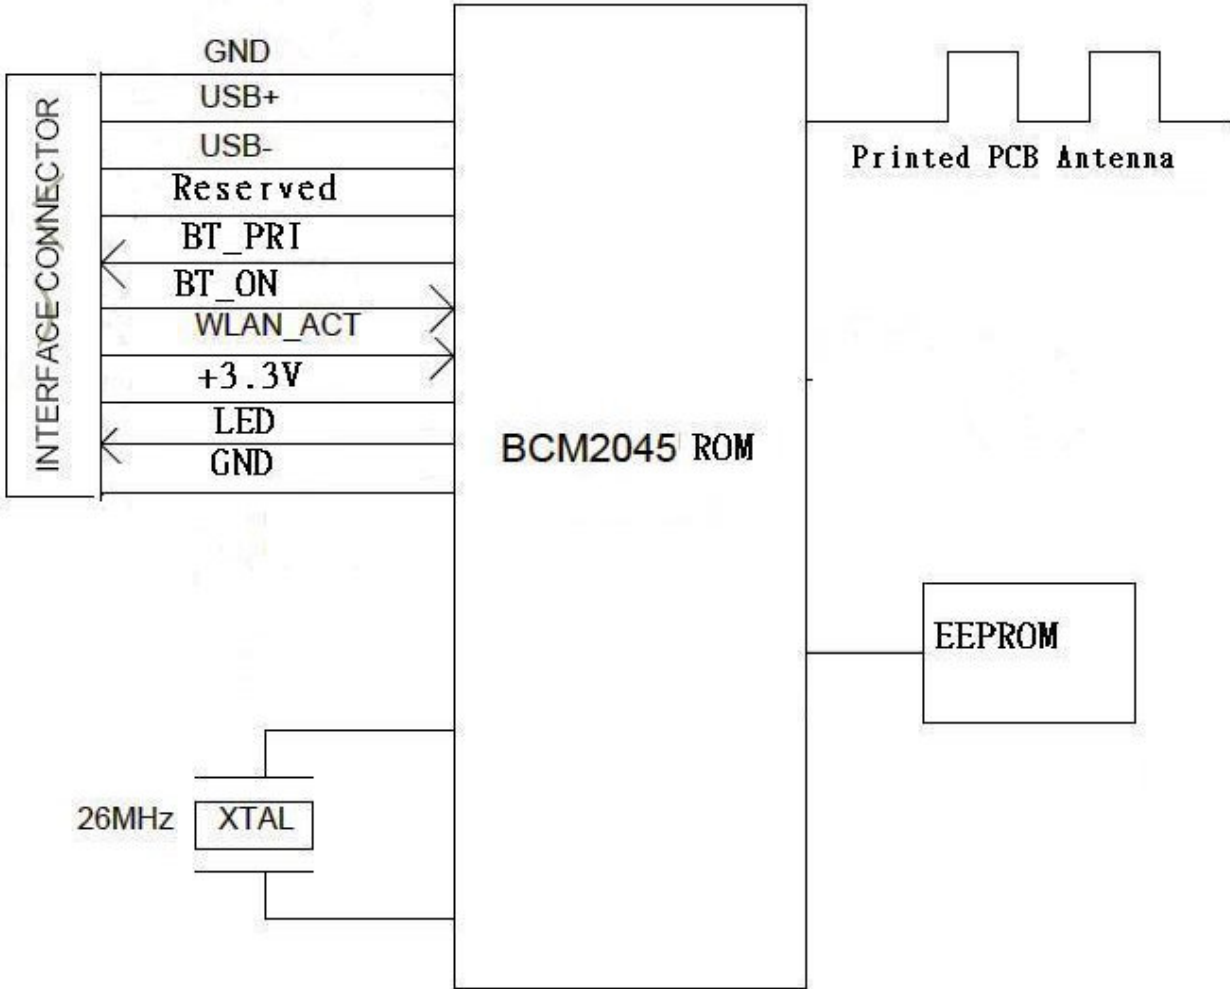 GND
USB+
USB-
Reserved
BT_PRI
BT_ON
WLAN_ACT
+3.3V
LED
GND
INTERFACE CONNECTOR
BCM2045 ROM
Printed PCB Antenna
EEPROM
26MHz XTAL